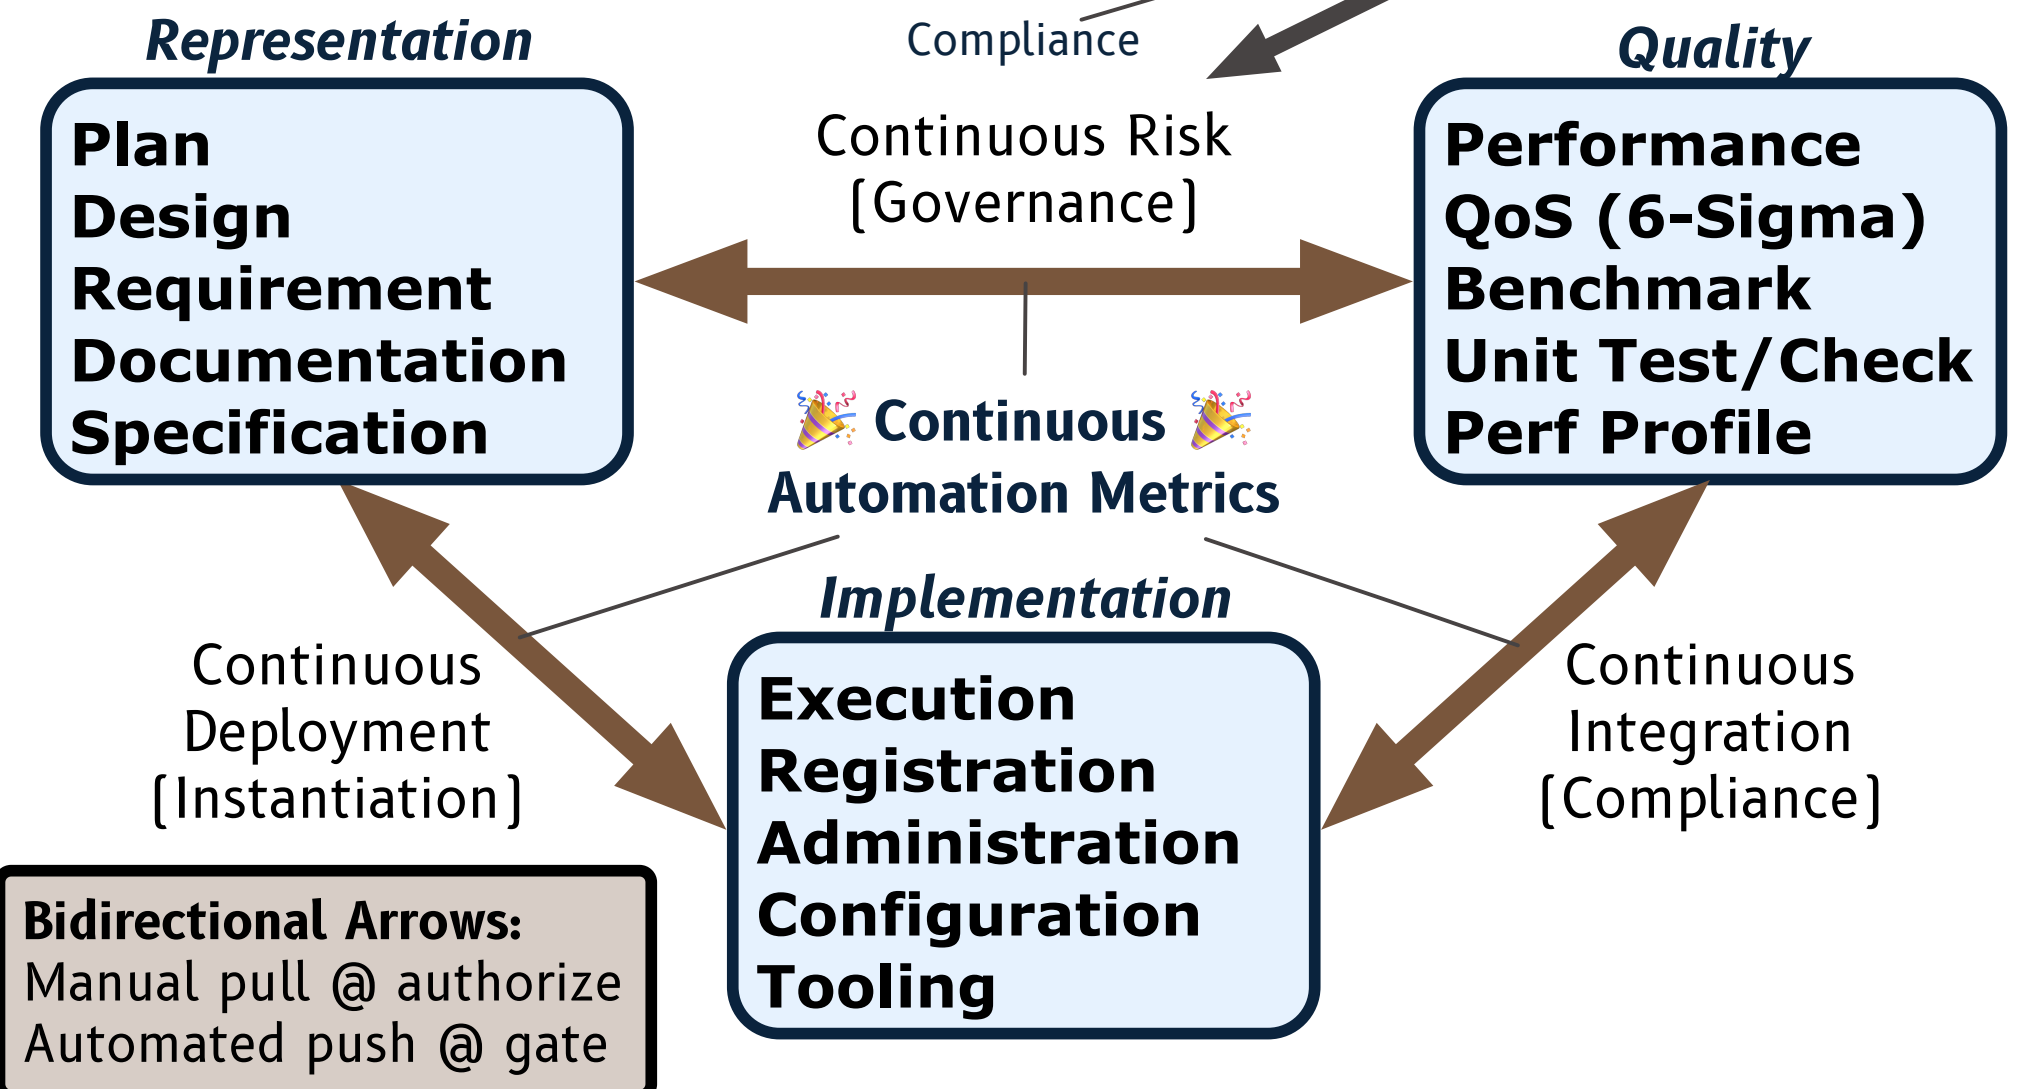 Representation
Compliance
Quality
Plan
Design
Requirement
Documentation
Specification
Continuous Risk
(Governance)
Performance
QoS (6-Sigma)
Benchmark
Unit Test/Check
Perf Profile
🎉 Continuous 🎉
Automation Metrics
Implementation
Continuous
Deployment
(Instantiation)
Execution
Registration
Administration
Configuration
Tooling
Continuous
Integration
(Compliance)
Bidirectional Arrows:
Manual pull @ authorize
Automated push @ gate